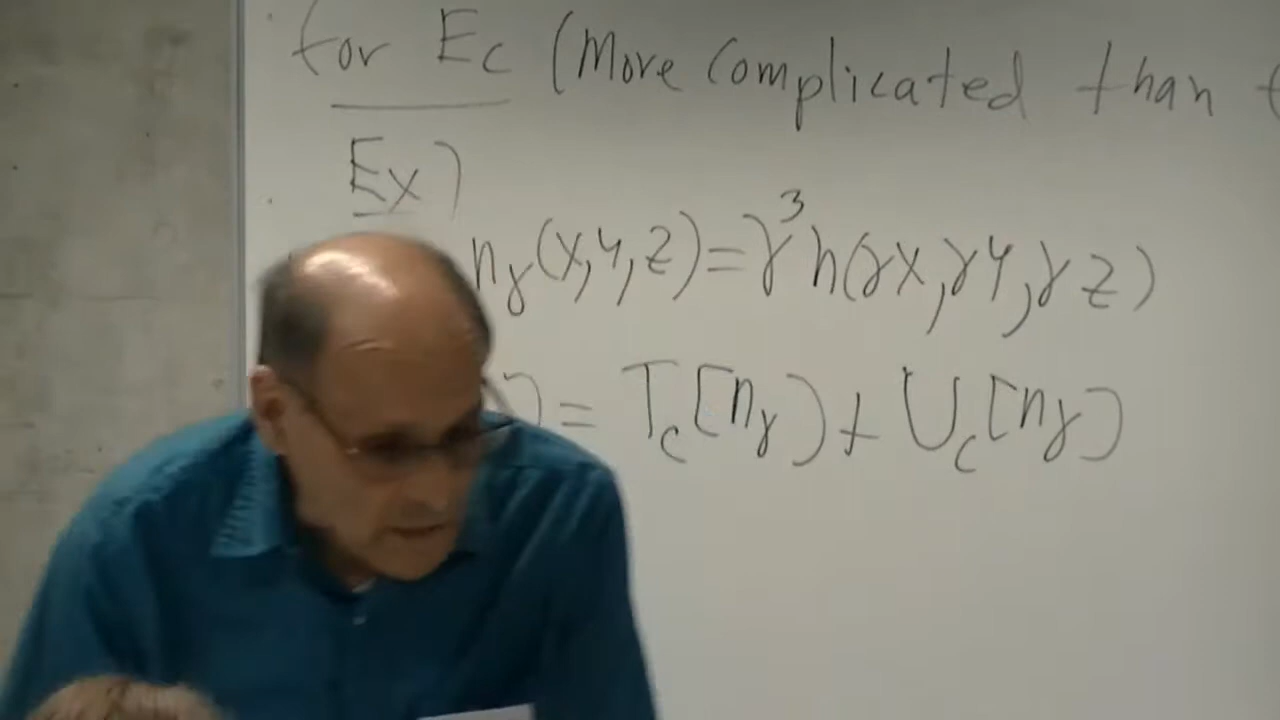 for Ec (More complicated than
Ex)
nγ(x,y,z)=γ³n(γx,γy,γz)
] = Tc[nγ]+Uc[nγ]